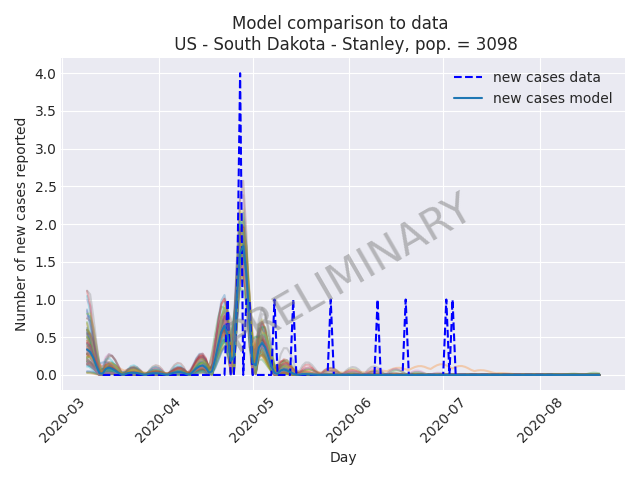 Model comparison to data
US - South Dakota - Stanley, pop. = 3098
new cases data
new cases model
PRELIMINARY
Number of new cases reported
4.0
3.5
3.0
2.5
2.0
1.5
1.0
0.5
0.0
2020-03
2020-04
2020-05
2020-06
2020-07
2020-08
Day